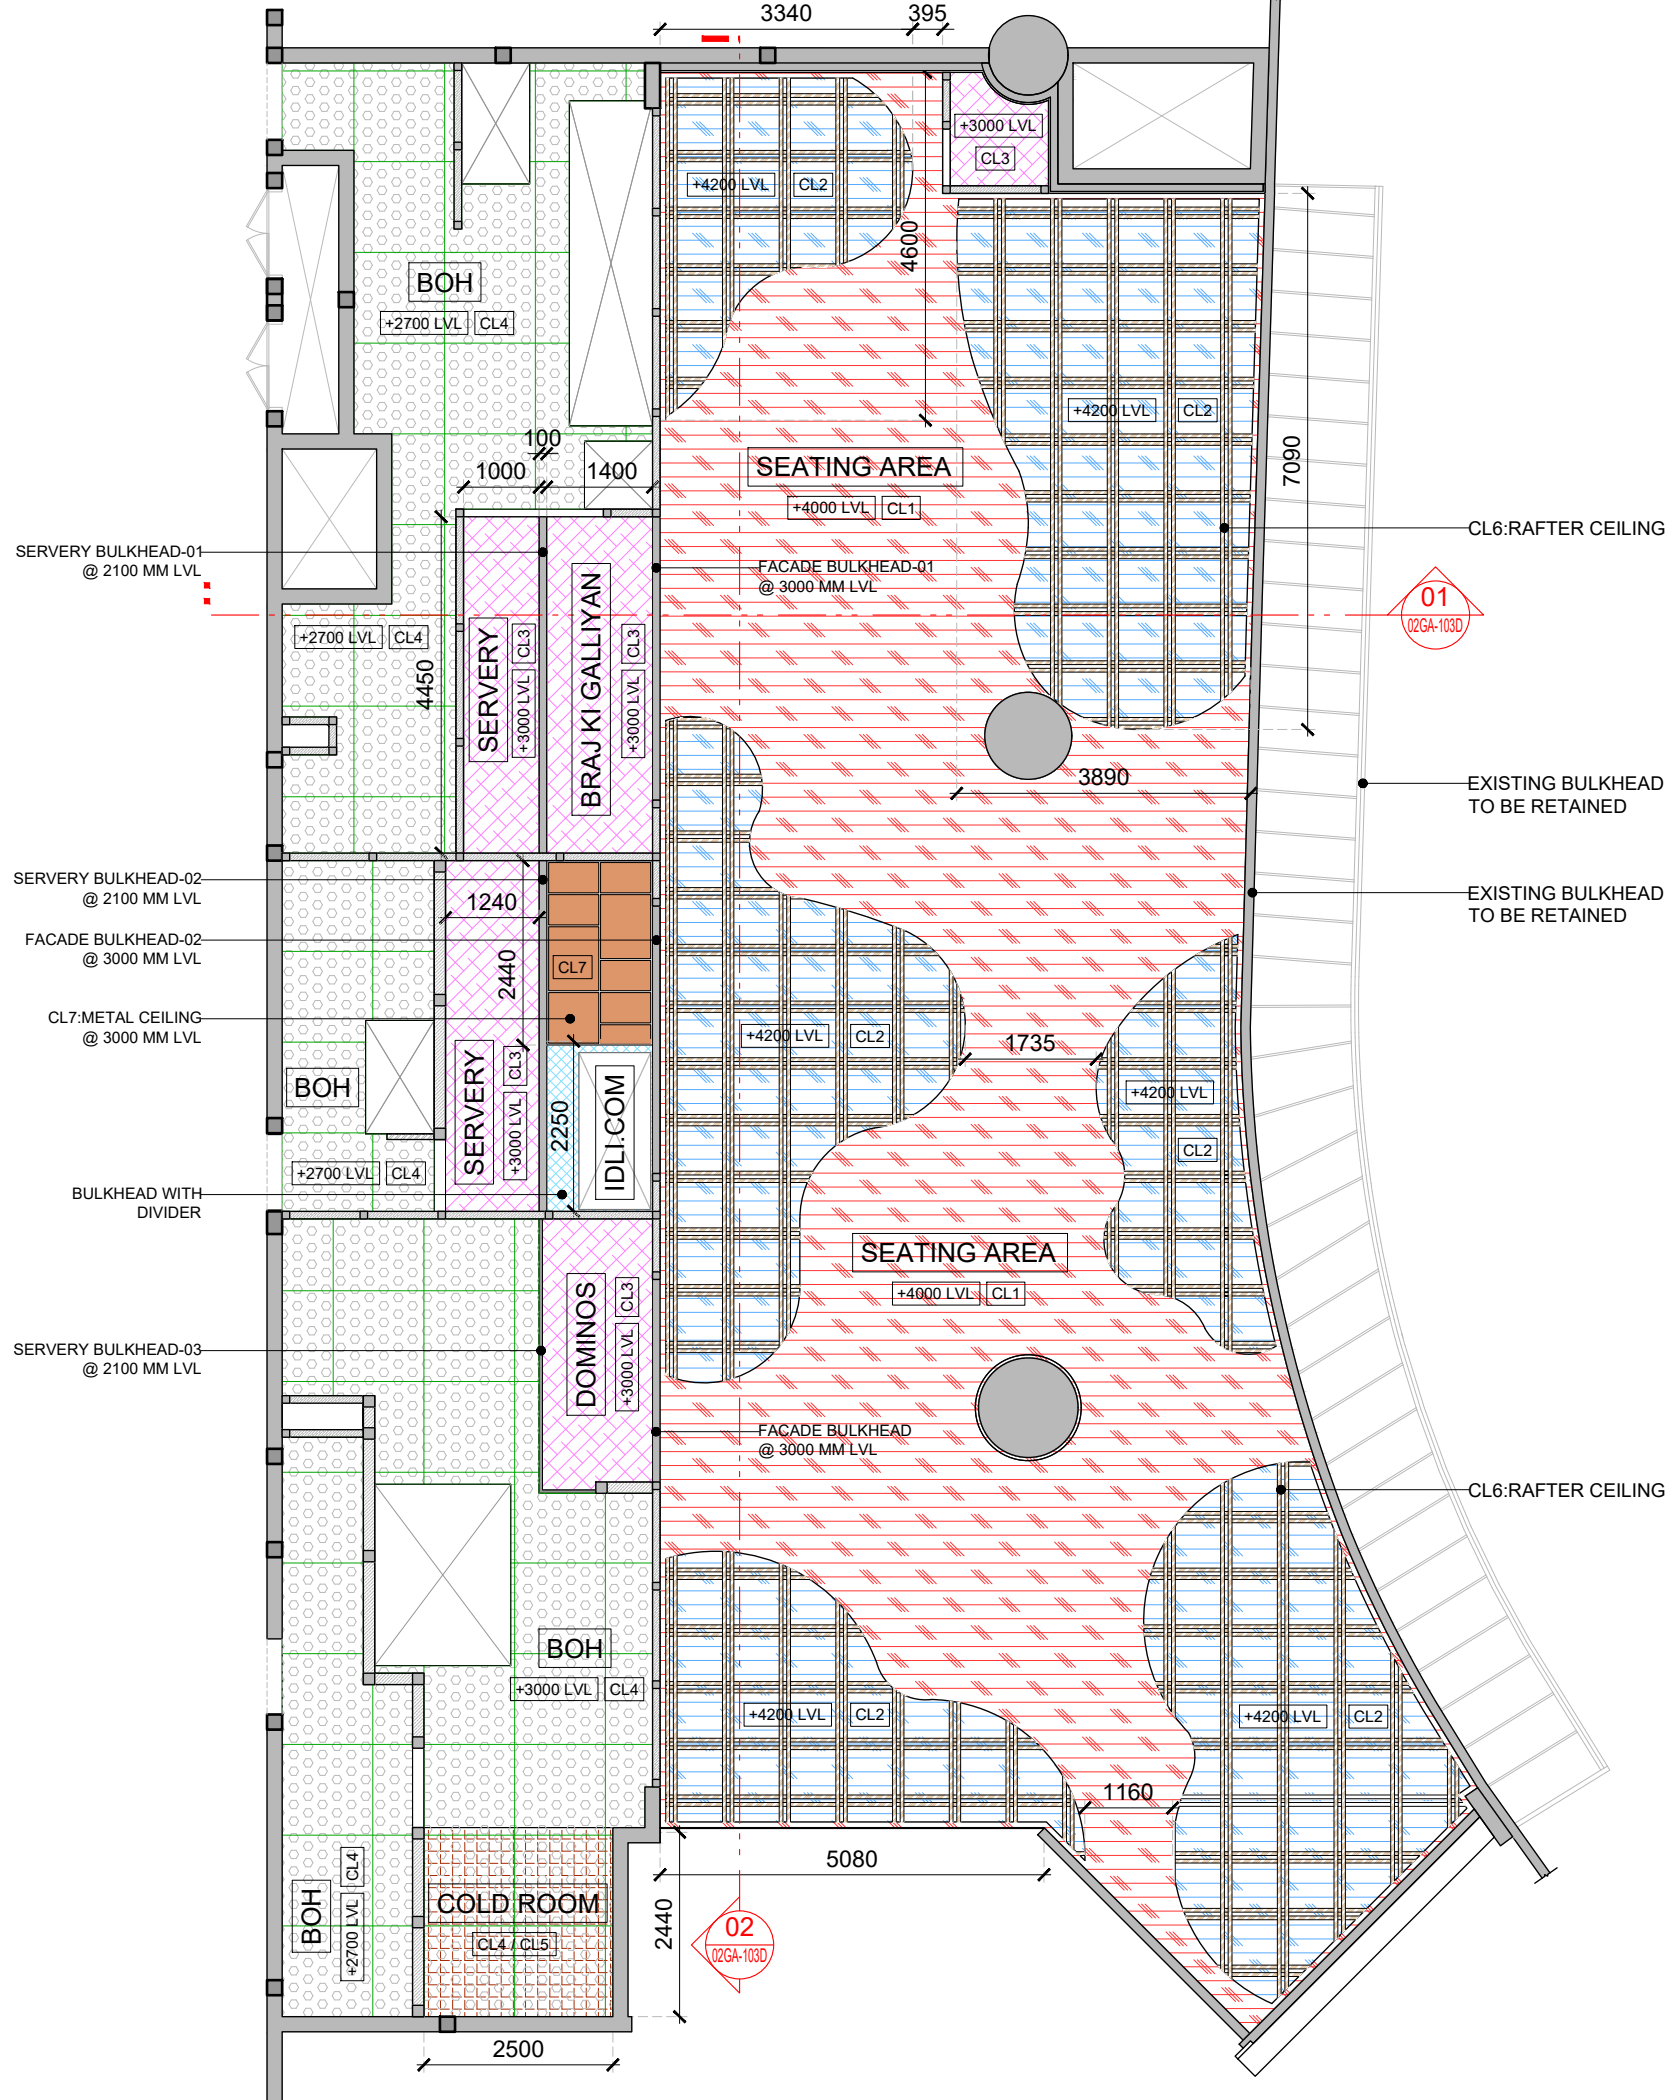 3340
395
+3000 LVL
CL3
+4200 LVL
CL2
4600
BOH
+2700 LVL
CL4
+4200 LVL
CL2
7090
100
1000
1400
SEATING AREA
+4000 LVL
CL1
CL6:RAFTER CEILING
SERVERY BULKHEAD-01
@ 2100 MM LVL
FACADE BULKHEAD-01
@ 3000 MM LVL
01
02GA-103D
+2700 LVL
CL4
4450
SERVERY
+3000 LVL
CL3
BRAJ KI GALLIYAN
+3000 LVL
CL3
3890
EXISTING BULKHEAD
TO BE RETAINED
SERVERY BULKHEAD-02
@ 2100 MM LVL
1240
EXISTING BULKHEAD
TO BE RETAINED
FACADE BULKHEAD-02
@ 3000 MM LVL
2440
CL7
CL7:METAL CEILING
@ 3000 MM LVL
+4200 LVL
CL2
1735
+4200 LVL
CL2
BOH
+2700 LVL
CL4
SERVERY
+3000 LVL
CL3
2250
IDLI.COM
BULKHEAD WITH
DIVIDER
SEATING AREA
+4000 LVL
CL1
SERVERY BULKHEAD-03
@ 2100 MM LVL
DOMINOS
+3000 LVL
CL3
FACADE BULKHEAD
@ 3000 MM LVL
CL6:RAFTER CEILING
BOH
+3000 LVL
CL4
+4200 LVL
CL2
+4200 LVL
CL2
1160
5080
BOH
+2700 LVL
CL4
COLD ROOM
CL4 / CL5
2440
02
02GA-103D
2500